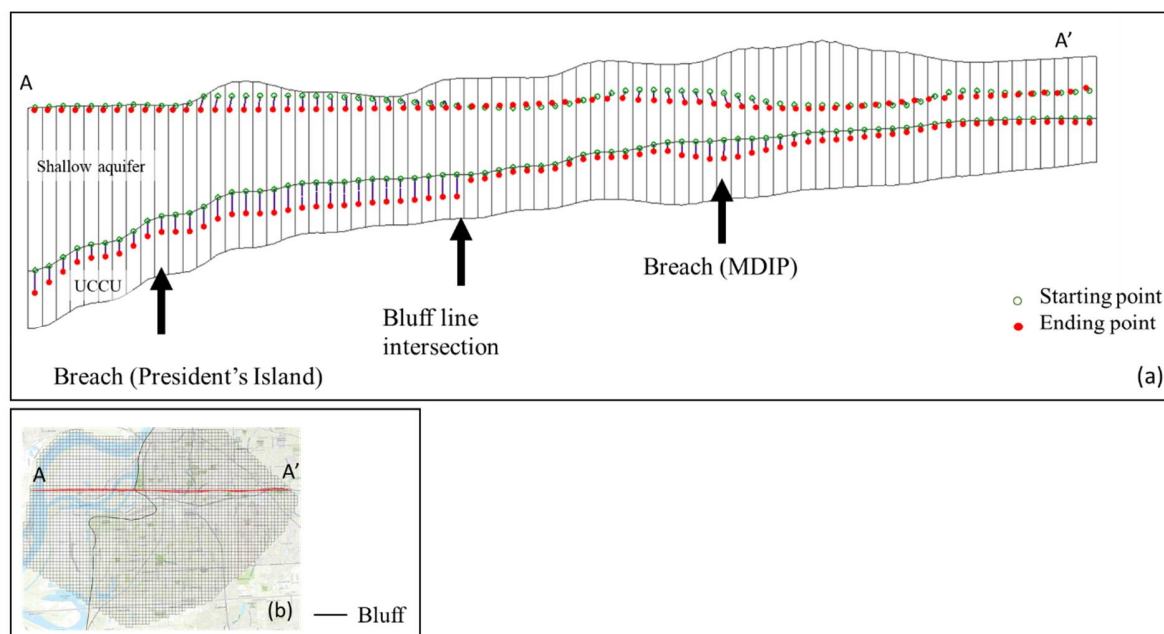 A
A'
Shallow aquifer
UCCU
Breach (MDIP)
Bluff line
intersection
Starting point
Ending point
Breach (President's Island)
(a)
A
A'
(b)
Bluff